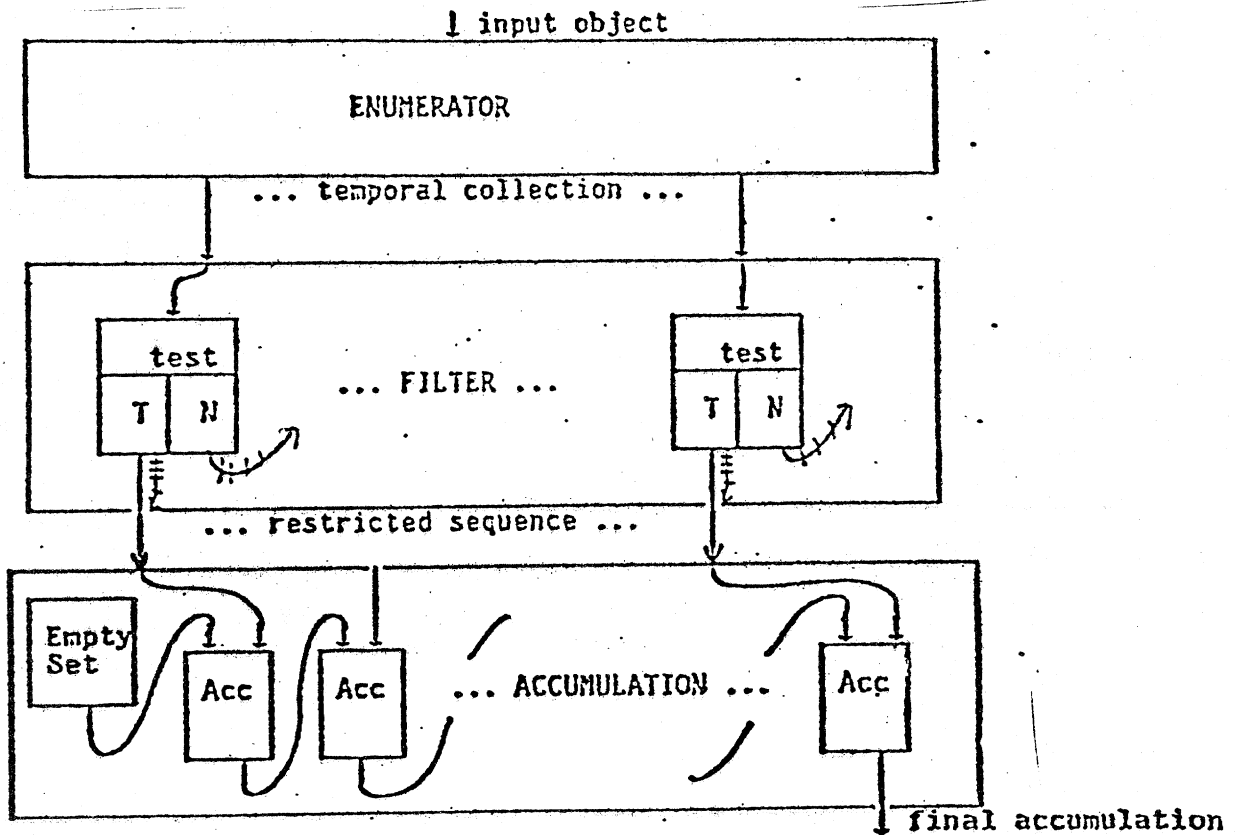 input object
ENUMERATOR
... temporal collection ...
test
test
... FILTER ...
T N
T N
... restricted sequence ...
Empty
Set
Acc
Acc
... ACCUMULATION ...
Acc
final accumulation